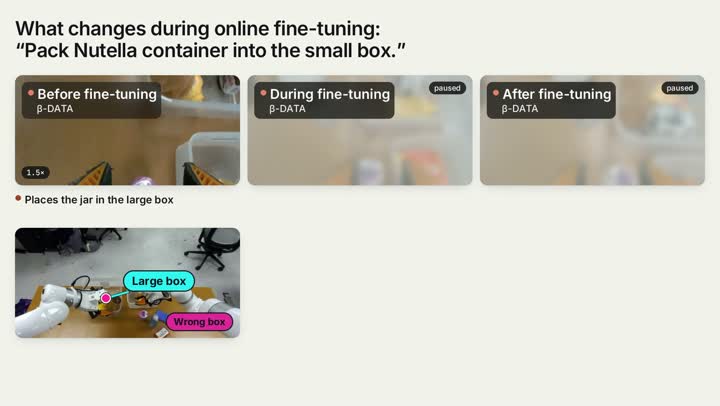 What changes during online fine-tuning:
“Pack Nutella container into the small box.”
Before fine-tuning
β-DATA
1.5×
During fine-tuning
β-DATA
paused
After fine-tuning
β-DATA
paused
Places the jar in the large box
Large box
Wrong box